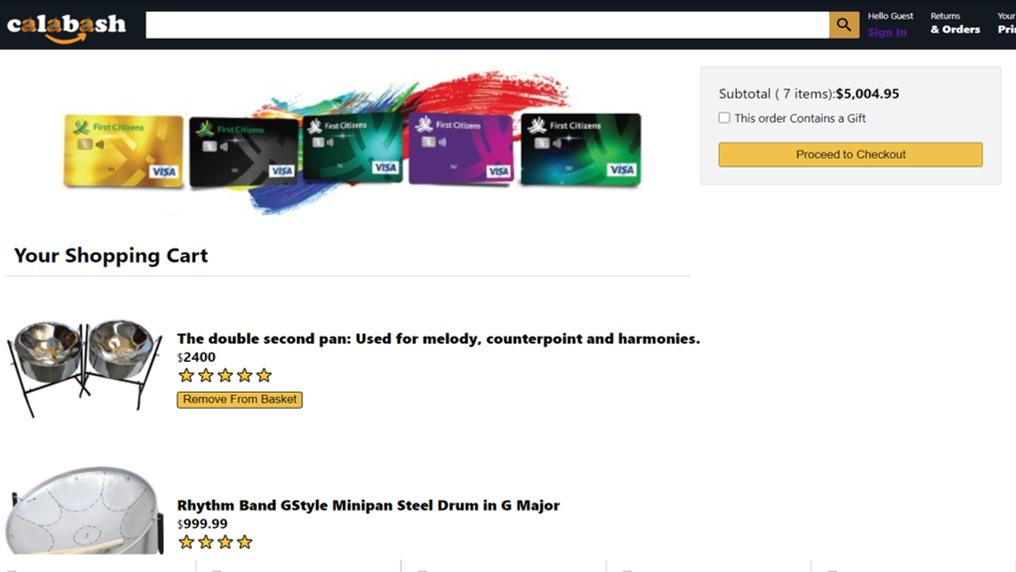 calabash
Hello Guest
Sign In
Returns
& Orders
Your
Pri
First Citizens
VISA
First Citizens
VISA
First Citizens
VISA
First Citizens
VISA
First Citizens
VISA
Subtotal ( 7 items):$5,004.95
This order Contains a Gift
Proceed to Checkout
Your Shopping Cart
The double second pan: Used for melody, counterpoint and harmonies.
$2400
Remove From Basket
Rhythm Band GStyle Minipan Steel Drum in G Major
$999.99